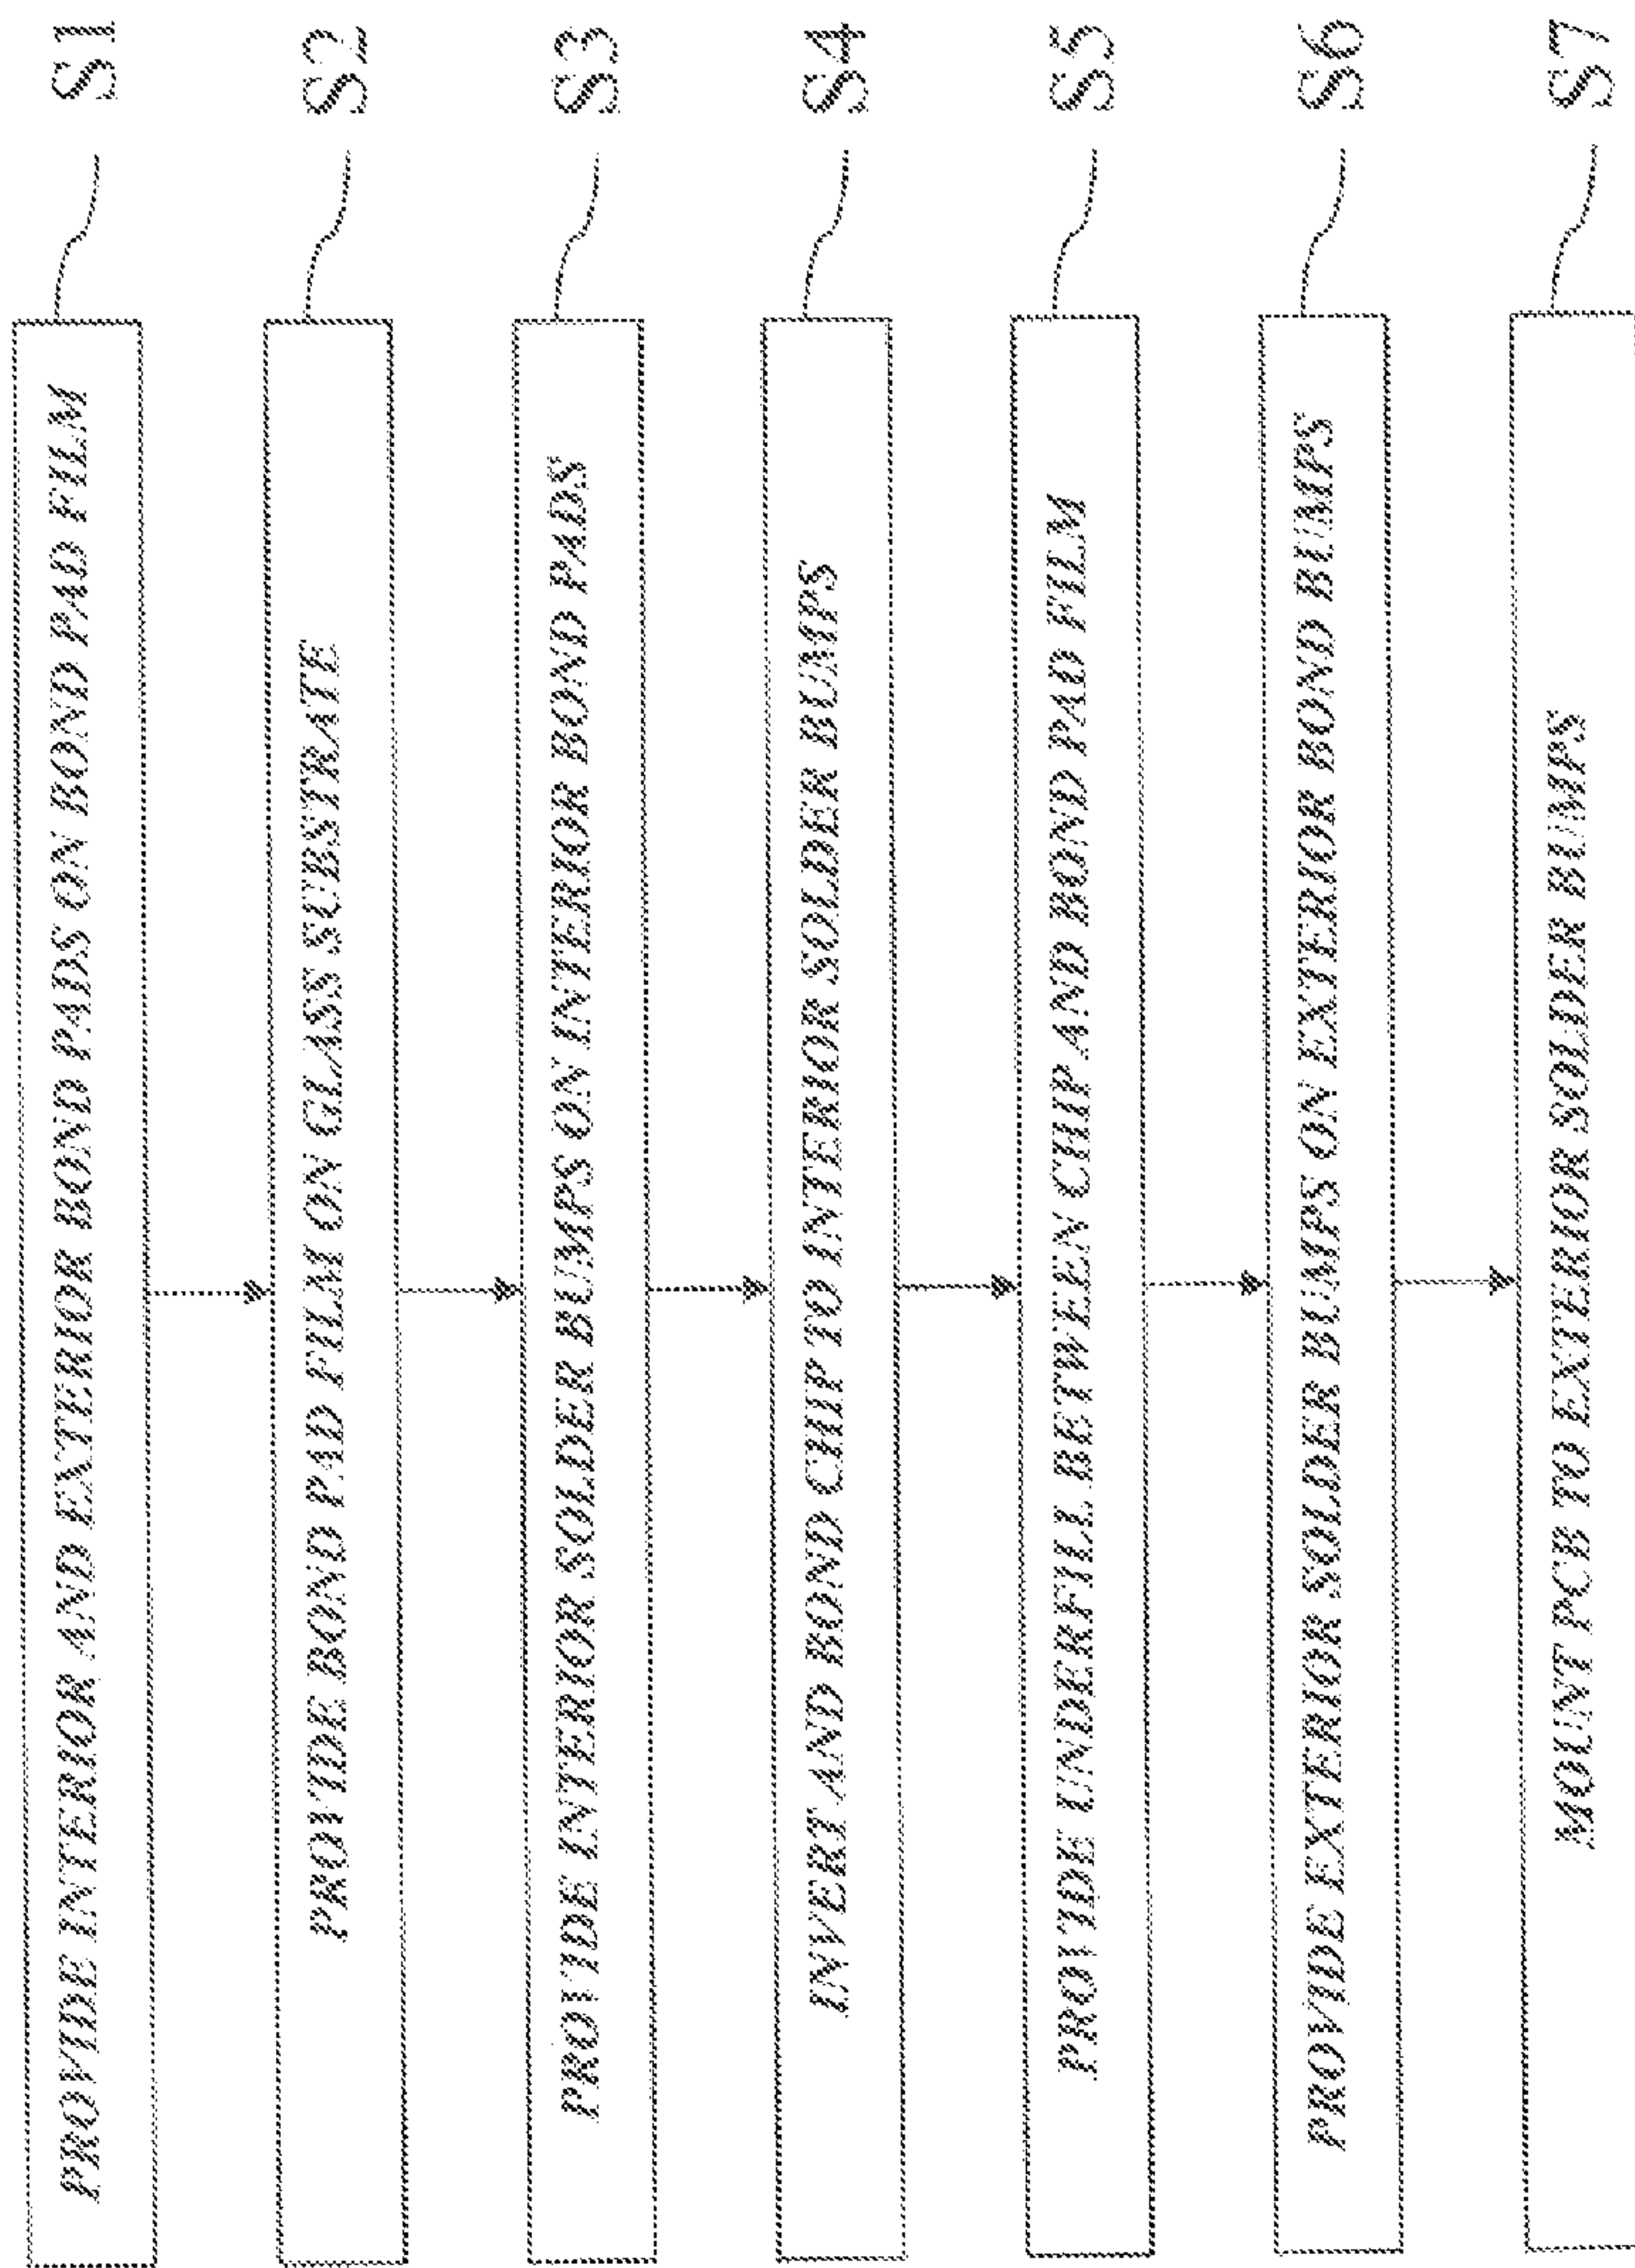 PROVIDE INTERIOR AND EXTERIOR BOND PADS ON BOND PAD FILM S1
PROVIDE BOND PAD FILM ON GLASS SUBSTRATE S2
PROVIDE INTERIOR SOLDER BUMPS ON INTERIOR BOND PADS S3
INVERT AND BOND CHIP TO INTERIOR SOLDER BUMPS S4
PROVIDE UNDERFILL BETWEEN CHIP AND BOND PAD FILM S5
PROVIDE EXTERIOR SOLDER BUMPS ON EXTERIOR BOND BUMPS S6
MOUNT PCB TO EXTERIOR SOLDER BUMPS S7